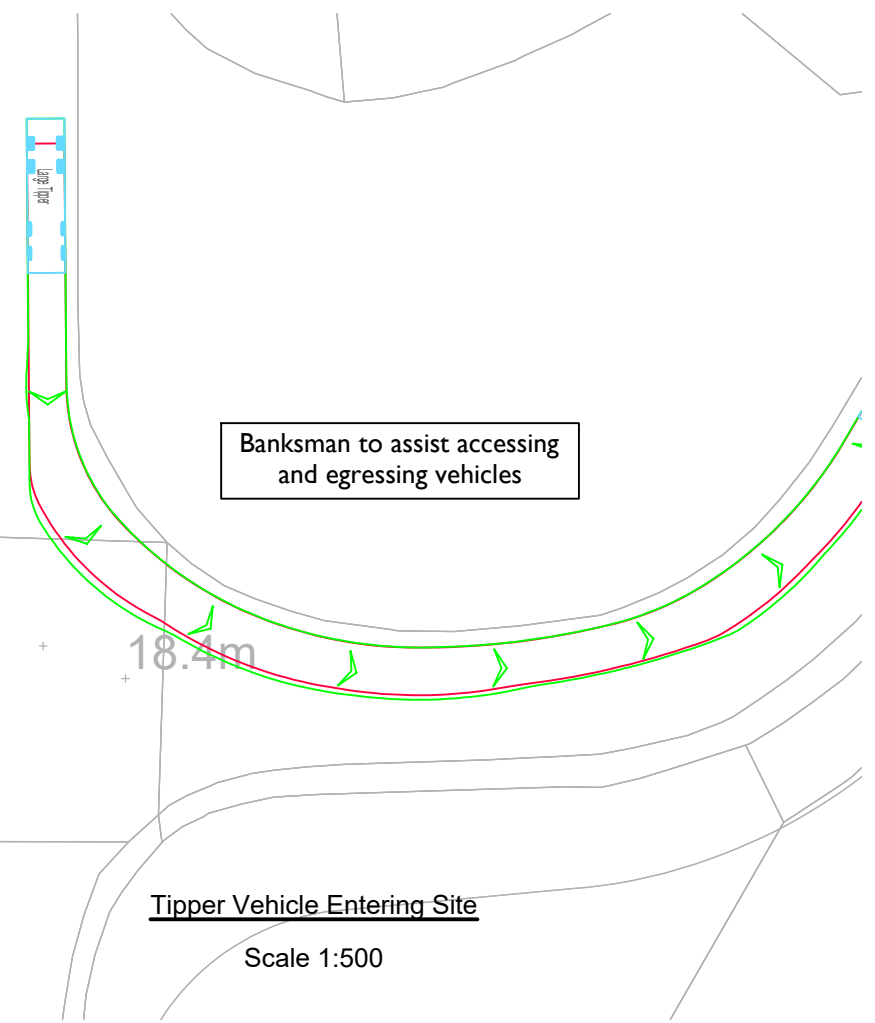 Large Tipper
Banksman to assist accessing
and egressing vehicles
18.4m
Tipper Vehicle Entering Site
Scale 1:500